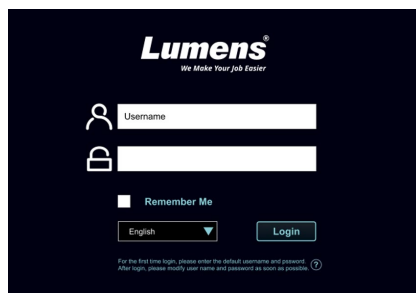 Lumens®
We Make Your Job Easier
Username
Remember Me
English
Login
For the first time login, please enter the default username and psword.
After login, please modify user name and password as soon as possible.
?